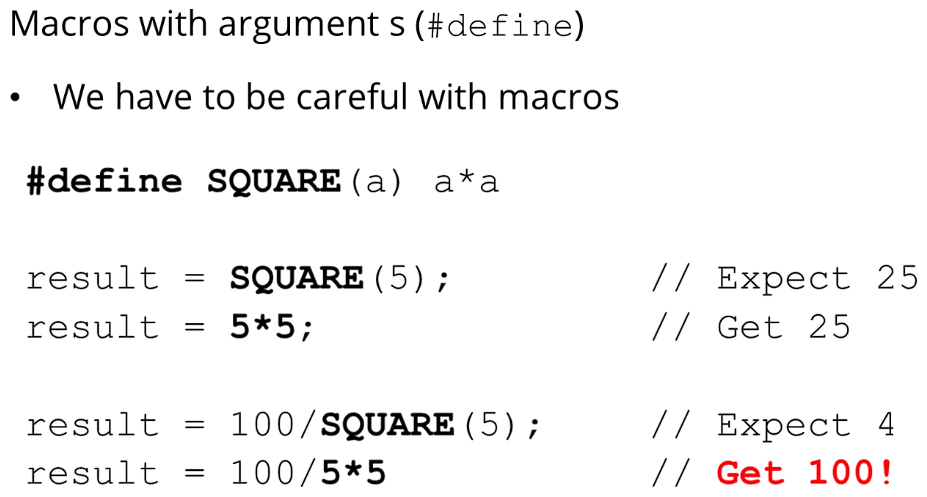 Macros with argument s (#define)
• We have to be careful with macros
#define SQUARE(a) a*a
result = SQUARE(5); // Expect 25
result = 5*5; // Get 25
result = 100/SQUARE(5); // Expect 4
result = 100/5*5 // Get 100!